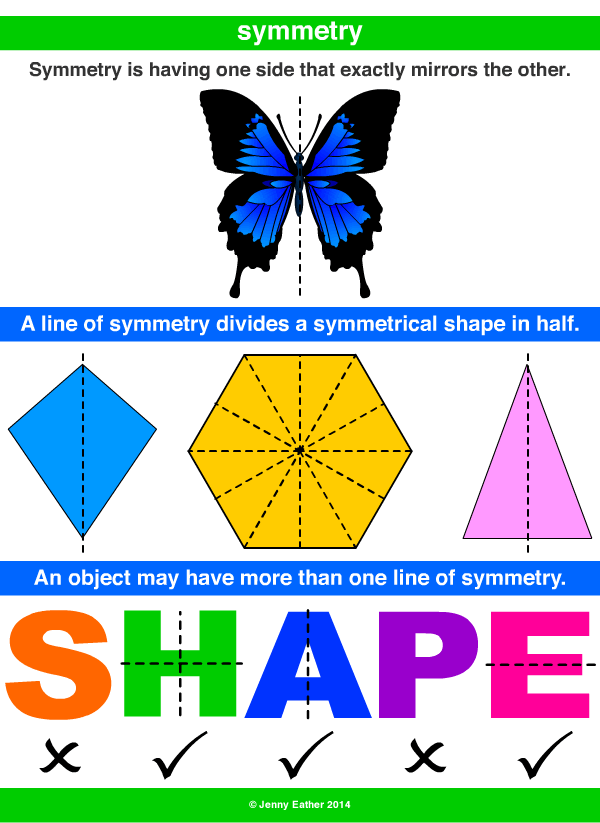 symmetry
Symmetry is having one side that exactly mirrors the other.
A line of symmetry divides a symmetrical shape in half.
An object may have more than one line of symmetry.
SHAPE
© Jenny Eather 2014